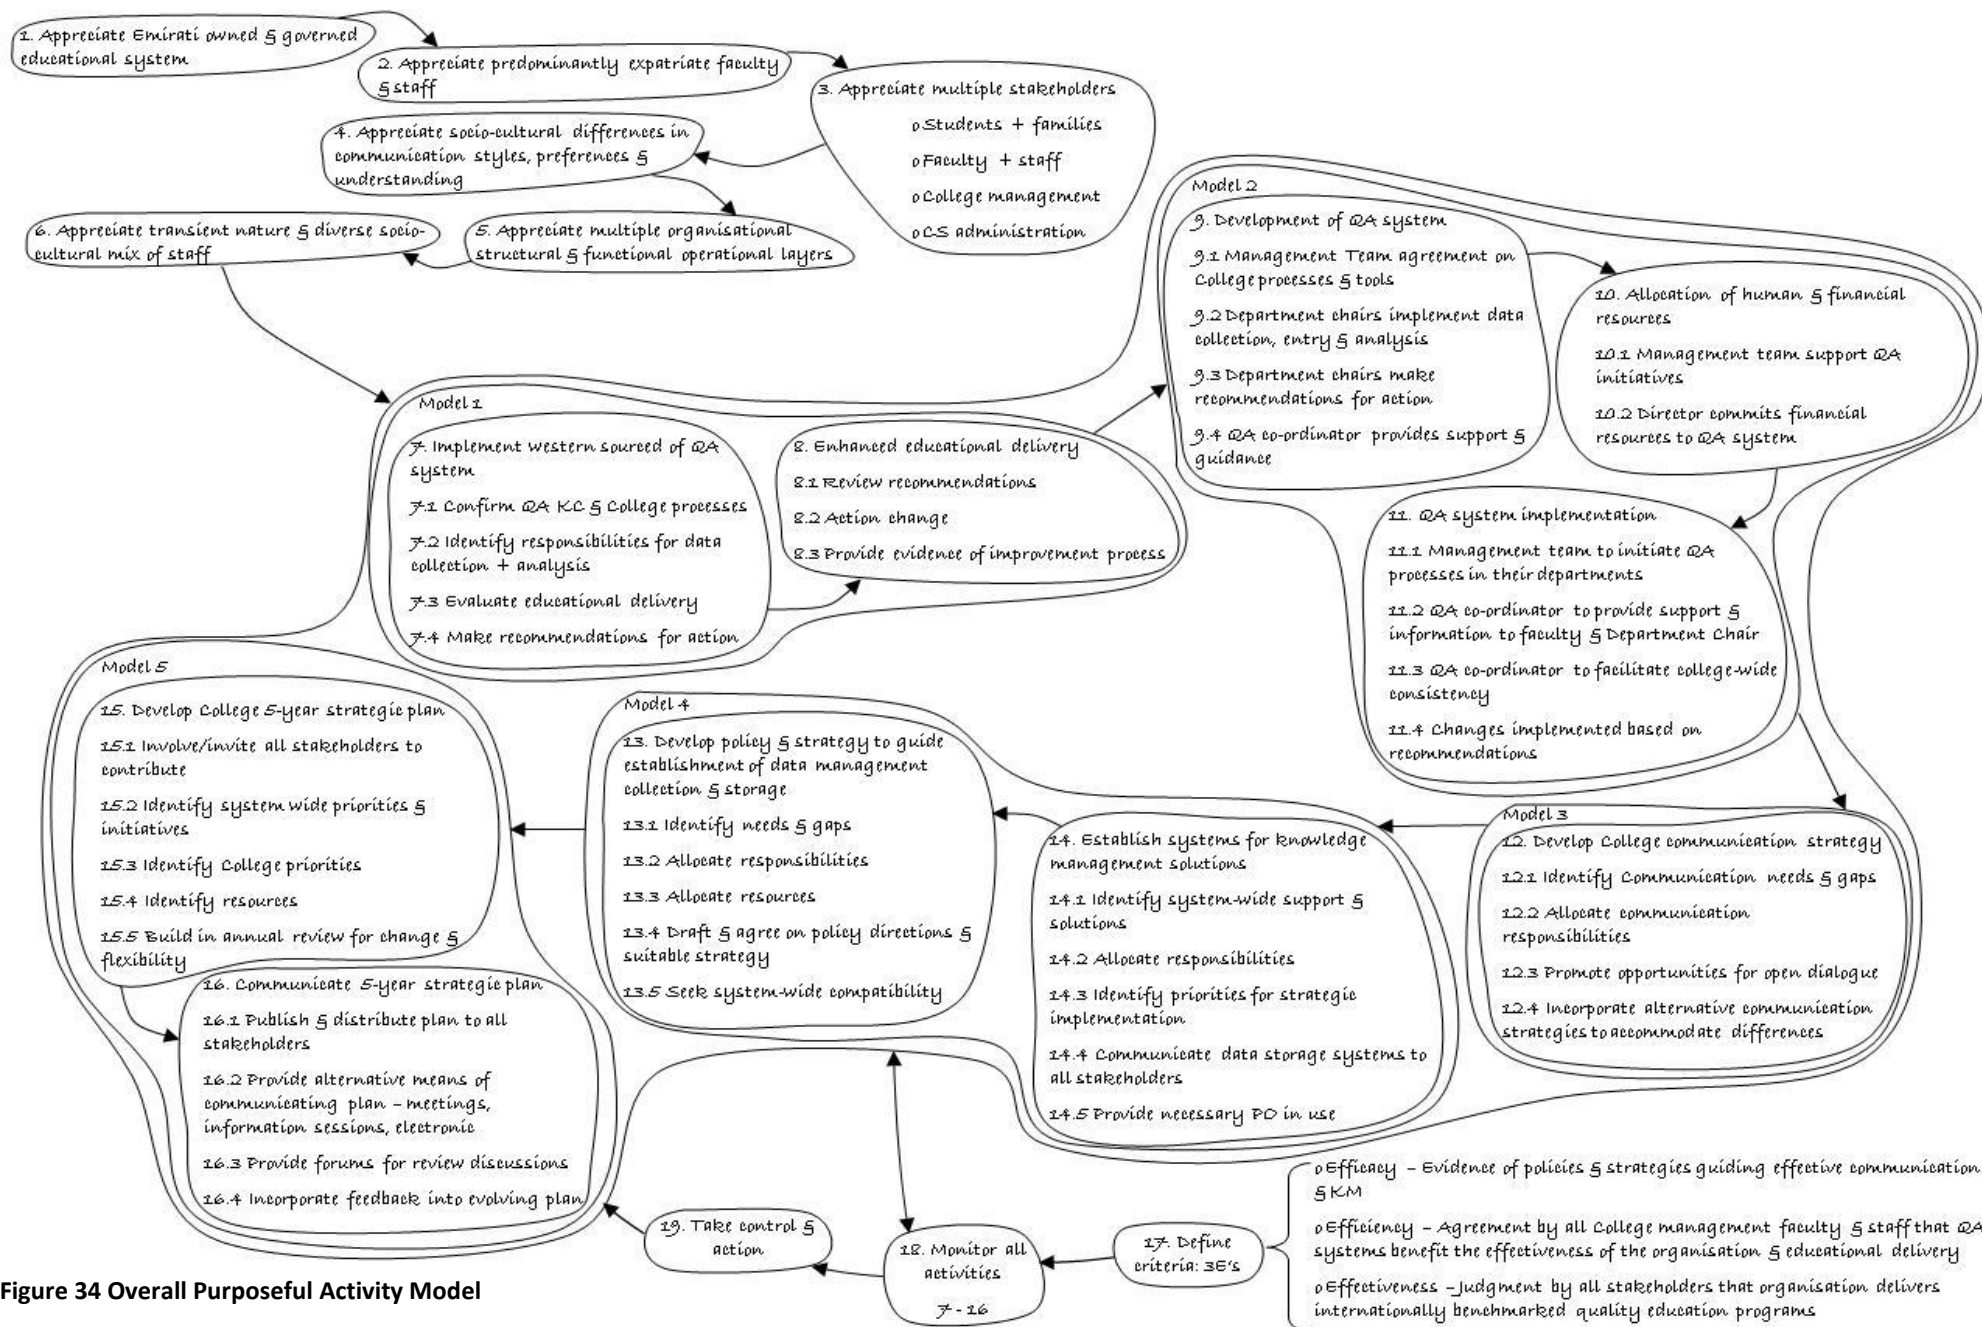 1. Appreciate Emirati owned & governed
educational system
2. Appreciate predominantly expatriate faculty
& staff
3. Appreciate multiple stakeholders
o Students + families
o Faculty + staff
o College management
o CS administration
4. Appreciate socio-cultural differences in
communication styles, preferences &
understanding
5. Appreciate multiple organisational
structural & functional operational layers
6. Appreciate transient nature & diverse socio-
cultural mix of staff
Model 1
7. Implement western sourced of QA
system
7.1 Confirm QA KC & College processes
7.2 Identify responsibilities for data
collection + analysis
7.3 Evaluate educational delivery
7.4 Make recommendations for action
8. Enhanced educational delivery
8.1 Review recommendations
8.2 Action change
8.3 Provide evidence of improvement process
Model 2
9. Development of QA system
9.1 Management Team agreement on
College processes & tools
9.2 Department chairs implement data
collection, entry & analysis
9.3 Department chairs make
recommendations for action
9.4 QA co-ordinator provides support &
guidance
10. Allocation of human & financial
resources
10.1 Management team support QA
initiatives
10.2 Director commits financial
resources to QA system
11. QA system implementation
11.1 Management team to initiate QA
processes in their departments
11.2 QA co-ordinator to provide support &
information to faculty & Department Chair
11.3 QA co-ordinator to facilitate college-wide
consistency
11.4 Changes implemented based on
recommendations
Model 3
12. Develop College communication strategy
12.1 Identify Communication needs & gaps
12.2 Allocate communication
responsibilities
12.3 Promote opportunities for open dialogue
12.4 Incorporate alternative communication
strategies to accommodate differences
Model 4
13. Develop policy & strategy to guide
establishment of data management
collection & storage
13.1 Identify needs & gaps
13.2 Allocate responsibilities
13.3 Allocate resources
13.4 Draft & agree on policy directions &
suitable strategy
13.5 Seek system-wide compatibility
14. Establish systems for knowledge
management solutions
14.1 Identify system-wide support &
solutions
14.2 Allocate responsibilities
14.3 Identify priorities for strategic
implementation
14.4 Communicate data storage systems to
all stakeholders
14.5 Provide necessary PD in use
Model 5
15. Develop College 5-year strategic plan
15.1 Involve/invite all stakeholders to
contribute
15.2 Identify system wide priorities &
initiatives
15.3 Identify College priorities
15.4 Identify resources
15.5 Build in annual review for change &
flexibility
16. Communicate 5-year strategic plan
16.1 Publish & distribute plan to all
stakeholders
16.2 Provide alternative means of
communicating plan – meetings,
information sessions, electronic
16.3 Provide forums for review discussions
16.4 Incorporate feedback into evolving plan
17. Define
criteria: 3E's
o Efficacy – Evidence of policies & strategies guiding effective communication
& KM
o Efficiency – Agreement by all College management faculty & staff that QA
systems benefit the effectiveness of the organisation & educational delivery
o Effectiveness – Judgment by all stakeholders that organisation delivers
internationally benchmarked quality education programs
18. Monitor all
activities
7 - 16
19. Take control &
action
Figure 34 Overall Purposeful Activity Model